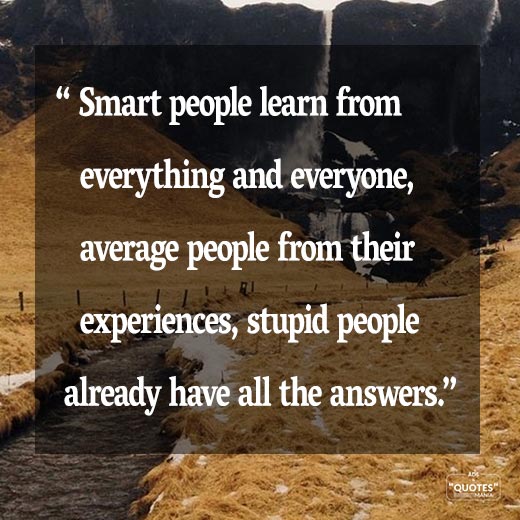 “ Smart people learn from
everything and everyone,
average people from their
experiences, stupid people
already have all the answers.”
"QUOTES"
MANIA